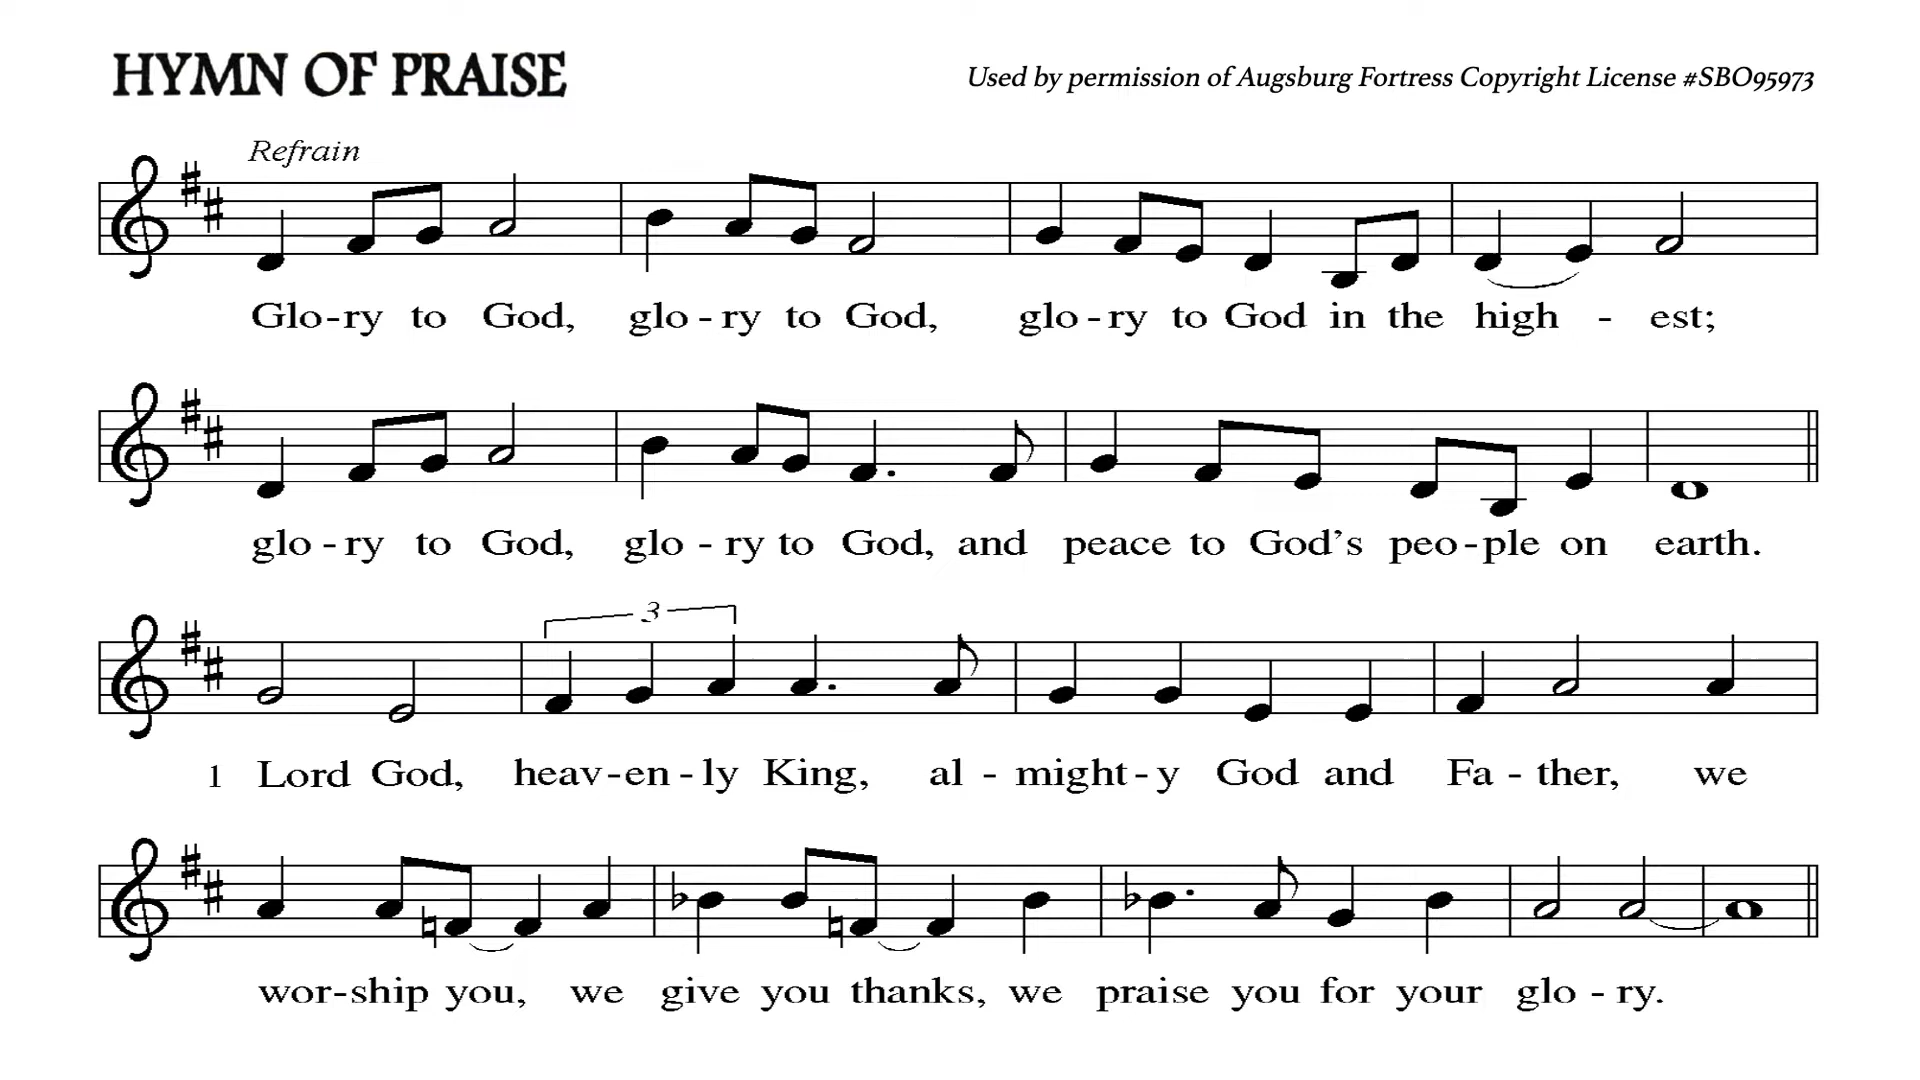 HYMN OF PRAISE
Used by permission of Augsburg Fortress Copyright License #SBO95973
Refrain
Glo-ry to God, glo-ry to God, glo-ry to God in the high - est;
glo-ry to God, glo-ry to God, and peace to God's peo-ple on earth.
3
1 Lord God, heav-en-ly King, al-might-y God and Fa-ther, we
wor-ship you, we give you thanks, we praise you for your glo-ry.